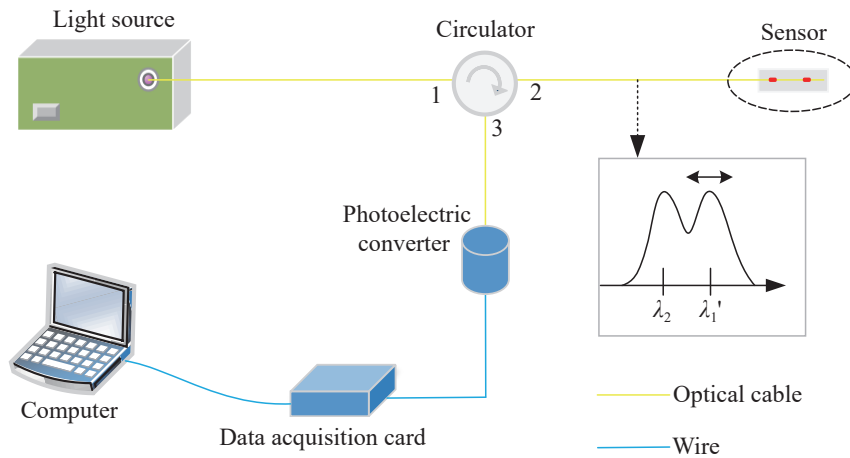 Light source
Circulator
Sensor
1
2
3
Photoelectric
converter
λ₂
λ₁'
Computer
Data acquisition card
Optical cable
Wire